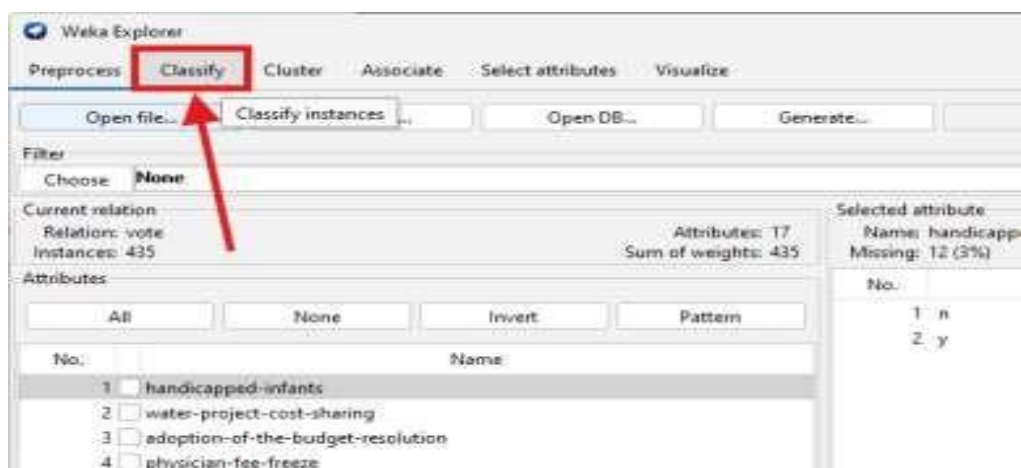 Weka Explorer
Preprocess Classify Cluster Associate Select attributes Visualize
Open file... Classify instances ... Open DB... Generate...
Filter
Choose None
Current relation
Relation: vote Attributes: 17
Instances: 435 Sum of weights: 435
Selected attribute
Name: handicapp
Missing: 12 (3%)
Attributes
All None Invert Pattern
No. Name
1 handicapped-infants
2 water-project-cost-sharing
3 adoption-of-the-budget-resolution
4 physician-fee-freeze
No.
1 n
2 y